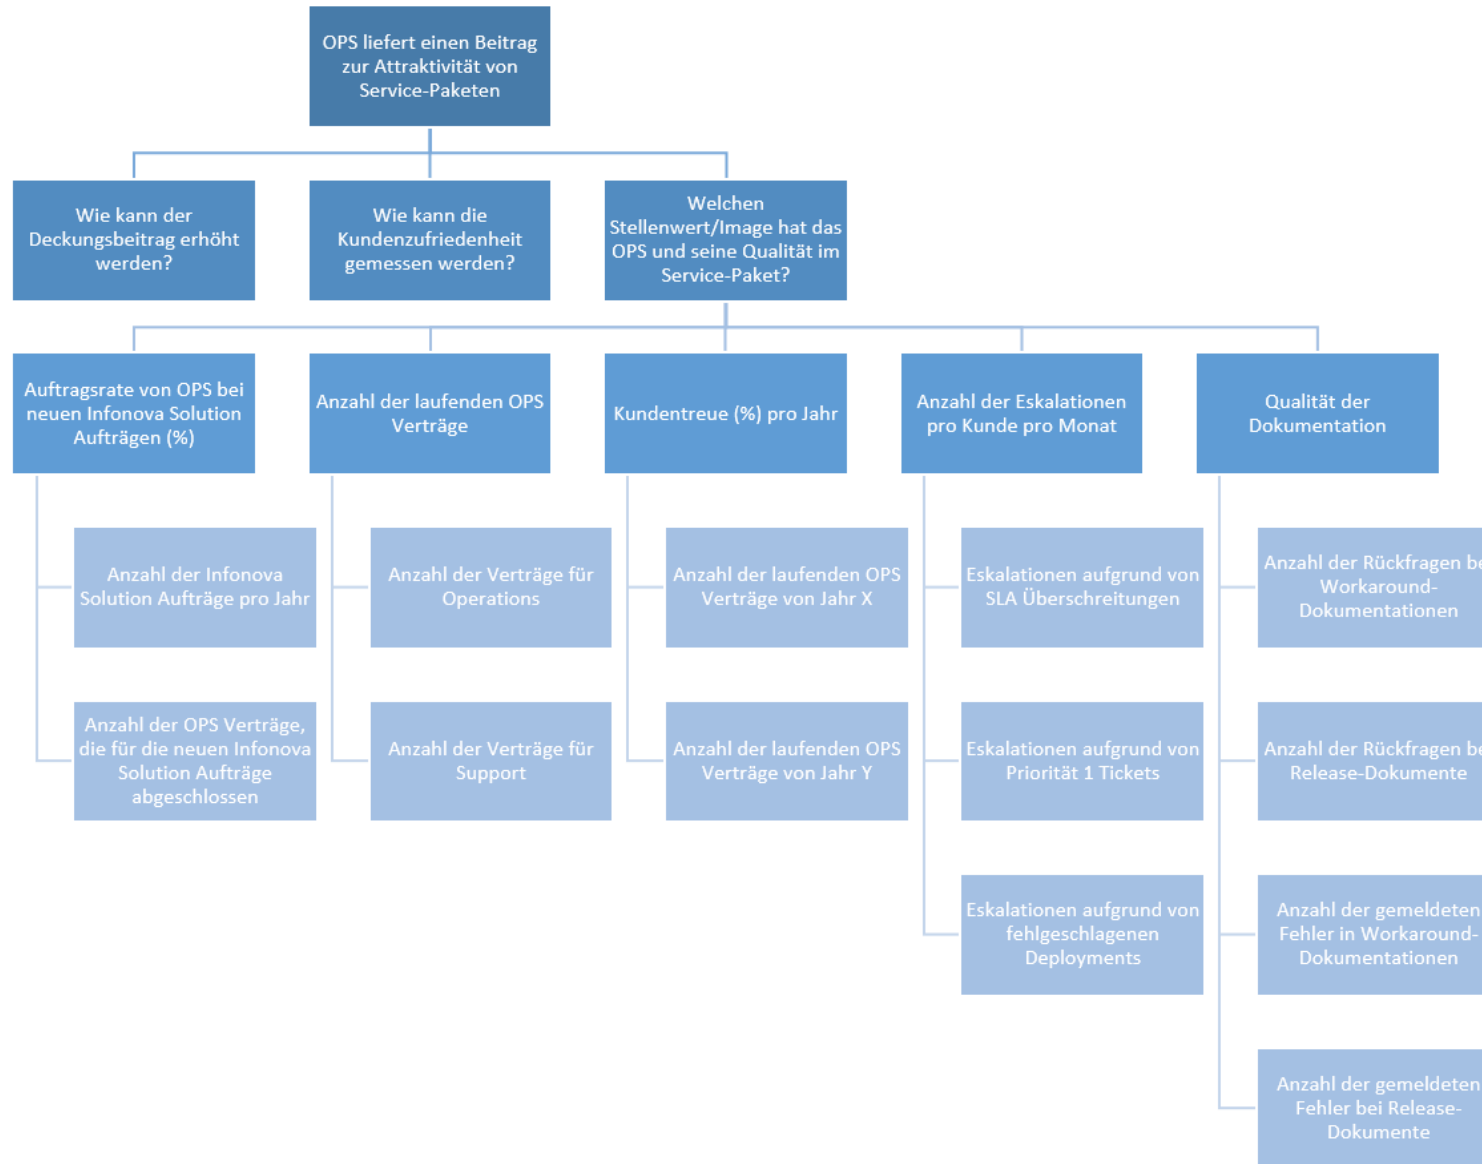 OPS liefert einen Beitrag
zur Attraktivität von
Service-Paketen
Wie kann der
Deckungsbeitrag erhöht
werden?
Wie kann die
Kundenzufriedenheit
gemessen werden?
Welchen
Stellenwert/Image hat das
OPS und seine Qualität im
Service-Paket?
Auftragsrate von OPS bei
neuen Infonova Solution
Aufträgen (%)
Anzahl der laufenden OPS
Verträge
Kundentreue (%) pro Jahr
Anzahl der Eskalationen
pro Kunde pro Monat
Qualität der
Dokumentation
Anzahl der Infonova
Solution Aufträge pro Jahr
Anzahl der OPS Verträge,
die für die neuen Infonova
Solution Aufträge
abgeschlossen
Anzahl der Verträge für
Operations
Anzahl der Verträge für
Support
Anzahl der laufenden OPS
Verträge von Jahr X
Anzahl der laufenden OPS
Verträge von Jahr Y
Eskalationen aufgrund von
SLA Überschreitungen
Eskalationen aufgrund von
Priorität 1 Tickets
Eskalationen aufgrund von
fehlgeschlagenen
Deployments
Anzahl der Rückfragen
Workaround-
Dokumentationen
Anzahl der Rückfragen
Release-Dokumente
Anzahl der gemeldeten
Fehler in Workaround-
Dokumentationen
Anzahl der gemeldeten
Fehler bei Release-
Dokumente